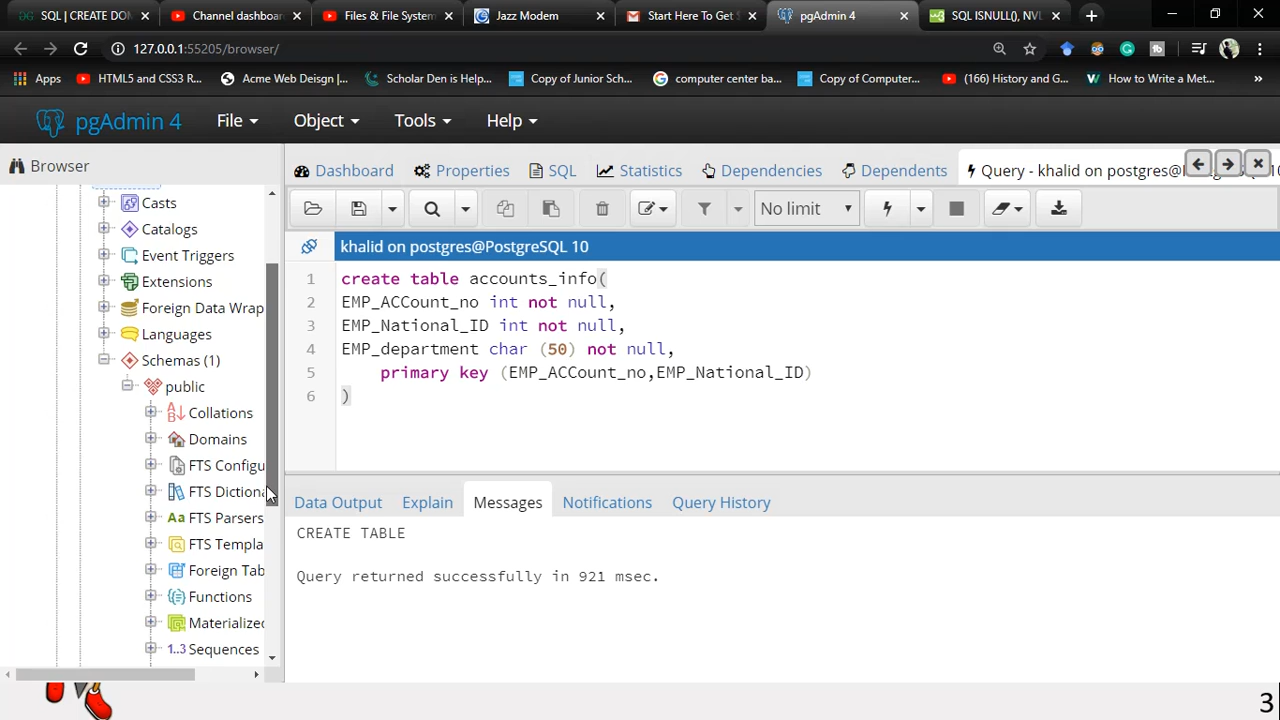 SQL | CREATE DON
Channel dashboar
Files & File System
Jazz Modem
Start Here To Get S
pgAdmin 4
SQL ISNULL(), NVL
127.0.0.1:55205/browser/
Apps
HTML5 and CSS3 R...
Acme Web Deisgn |...
Scholar Den is Help...
Copy of Junior Sch...
computer center ba...
Copy of Computer...
(166) History and G...
How to Write a Met...
»
pgAdmin 4
File
Object
Tools
Help
Browser
Dashboard
Properties
SQL
Statistics
Dependencies
Dependents
Query - khalid on postgres@
No limit
khalid on postgres@PostgreSQL 10
1 create table accounts_info(
2 EMP_ACCount_no int not null,
3 EMP_National_ID int not null,
4 EMP_department char (50) not null,
5 primary key (EMP_ACCount_no,EMP_National_ID)
6 )
Casts
Catalogs
Event Triggers
Extensions
Foreign Data Wrap
Languages
Schemas (1)
public
Collations
Domains
FTS Configu
FTS Dictiona
FTS Parsers
FTS Templa
Foreign Tab
Functions
Materialized
1..3 Sequences
Data Output
Explain
Messages
Notifications
Query History
CREATE TABLE
Query returned successfully in 921 msec.
3